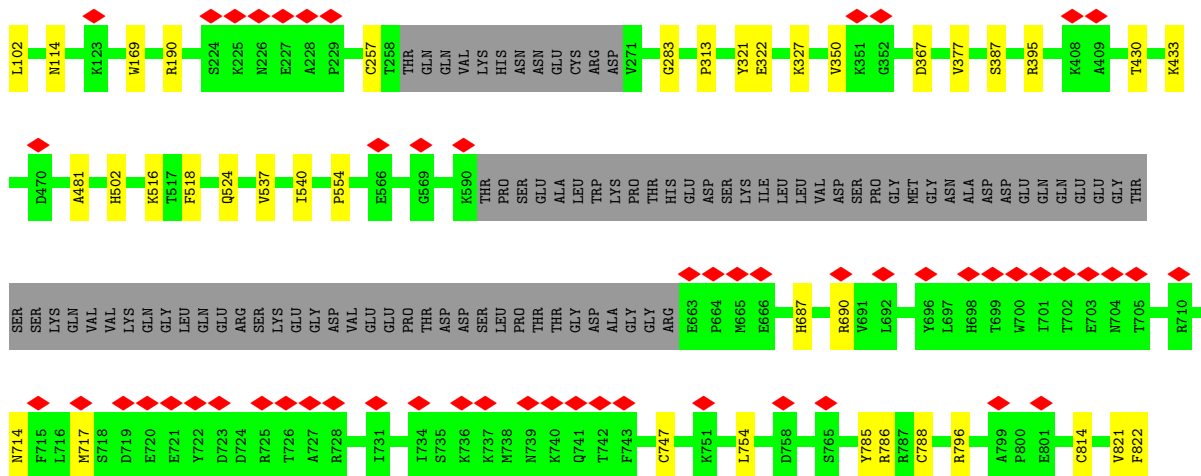 L102 N114 K123 W169 R190 S224 K225 N226 E227 A228 P229 C257 T258 THR GLN GLN VAL LYS HIS ASN ASN GLU CYS ARG ASP V271 G283 P313 Y321 E322 K327 V350 K351 G352 D367 V377 S387 R395 K408 A409 T430 K433
D470 A481 H502 K516 T517 F518 Q524 V537 I540 P554 E566 G569 K590 THR PRO SER GLU ALA LEU TRP LYS PRO THR HIS GLU ASP SER LYS ILE LEU LEU VAL ASP SER PRO GLY MET GLY ASN ALA ASP ASP GLU GLN GLN GLU GLU GLY THR
SER SER LYS GLN VAL VAL LYS GLN GLY LEU GLN GLU ARG SER LYS GLU GLY ASP VAL GLU GLU PRO THR ASP ASP SER LEU PRO THR THR GLY ASP ALA GLY GLY ARG E663 P664 M665 E666 H687 R690 V691 L692 Y696 L697 H698 T699 W700 I701 T702 E703 N704 T705 R710
N714 F715 L716 M717 S718 D719 E720 E721 Y722 D723 D724 R725 T726 A727 R728 I731 I734 S735 K736 K737 M738 N739 K740 Q741 T742 F743 C747 K751 L754 D758 S765 Y785 R786 R787 C788 R796 A799 P800 E801 C814 Y821 F822